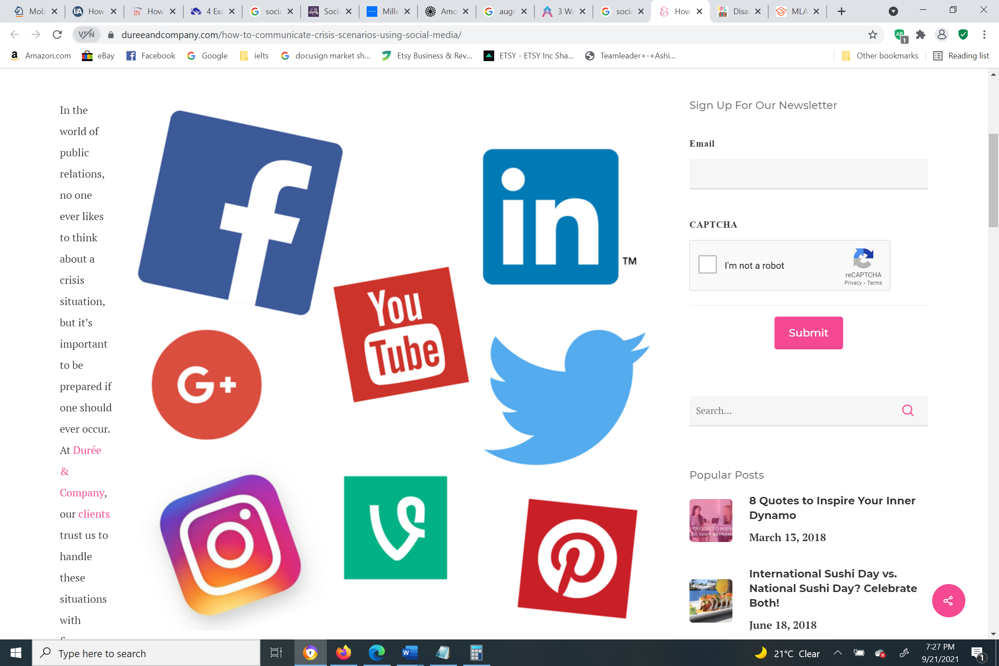 Mob
How
How
4 Exa
socia
Socia
Mille
Amo
augr
3 Wa
socia
How
Disa
MLA
VPN
dureeandcompany.com/how-to-communicate-crisis-scenarios-using-social-media/
AB
1
Amazon.com
eBay
Facebook
Google
ielts
docusign market sh...
Etsy Business & Rev...
ETSY - ETSY Inc Sha...
Teamleader+-+Ashi...
Other bookmarks
Reading list
In the
world of
public
relations,
no one
ever likes
to think
about a
crisis
situation,
but it's
important
to be
prepared if
one should
ever occur.
At Durée
&
Company,
our clients
trust us to
handle
these
situations
with
f
in
TM
You
Tube
G+
Sign Up For Our Newsletter
Email
CAPTCHA
I'm not a robot
reCAPTCHA
Privacy - Terms
Submit
Search...
Popular Posts
QUOTES TO INSPIR
OUR INNER #DYNAMO
8 Quotes to Inspire Your Inner
Dynamo
March 13, 2018
International Sushi Day vs.
National Sushi Day? Celebrate
Both!
June 18, 2018
Type here to search
21°C Clear
7:27 PM
9/21/2021
1